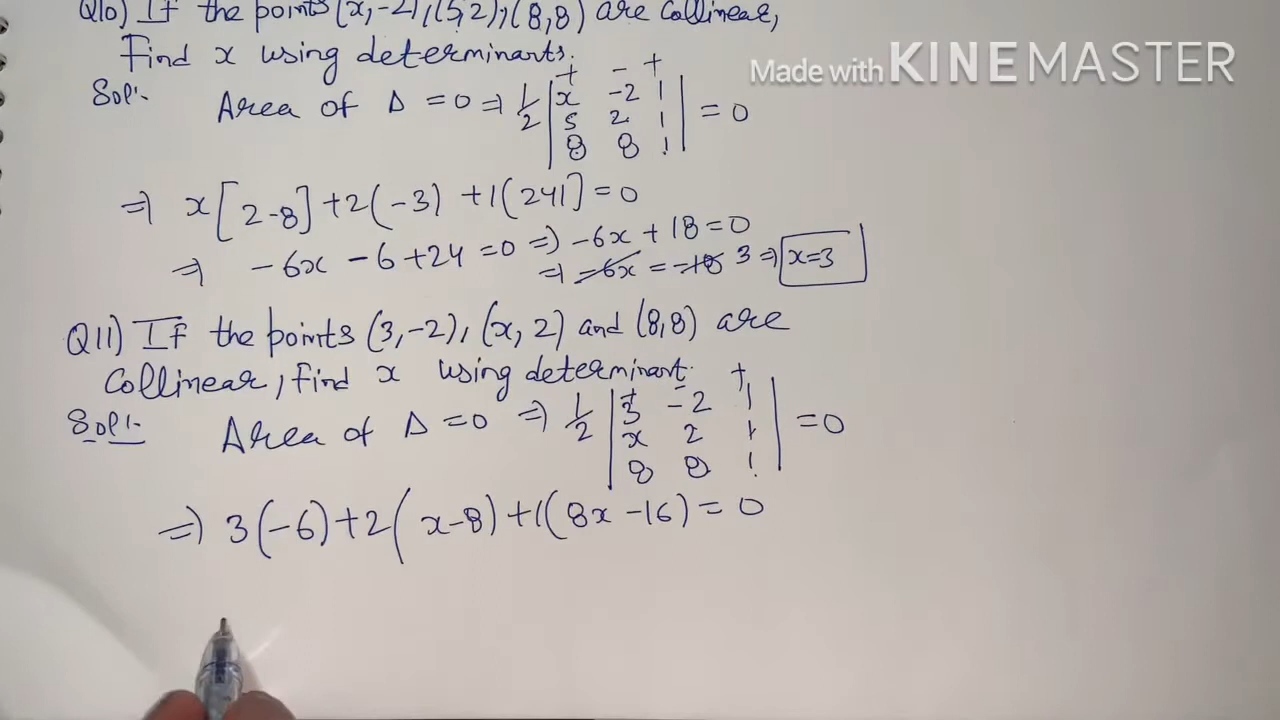 Q10) If the points (x,-2),(5,2),(8,8) are collinear,
Find x using determinants.
Made with KINEMASTER
Sol:-
Area of Δ = 0 ⇒ 1/2 | x -2 1 | = 0
+ - +
5 2 1
8 8 1
⇒ x[2-8]+2(-3)+1(24]=0
⇒ -6x -6+24 =0 ⇒ -6x+18=0
⇒ -6x = -18 3 ⇒ x=3
Q11) If the points (3,-2), (x, 2) and (8,8) are
collinear, find x using determinant.
Sol:-
Area of Δ = 0 ⇒ 1/2 | 3 -2 1 | = 0
+ - +
x 2 1
8 8 1
⇒ 3(-6)+2(x-8)+1(8x-16)=0